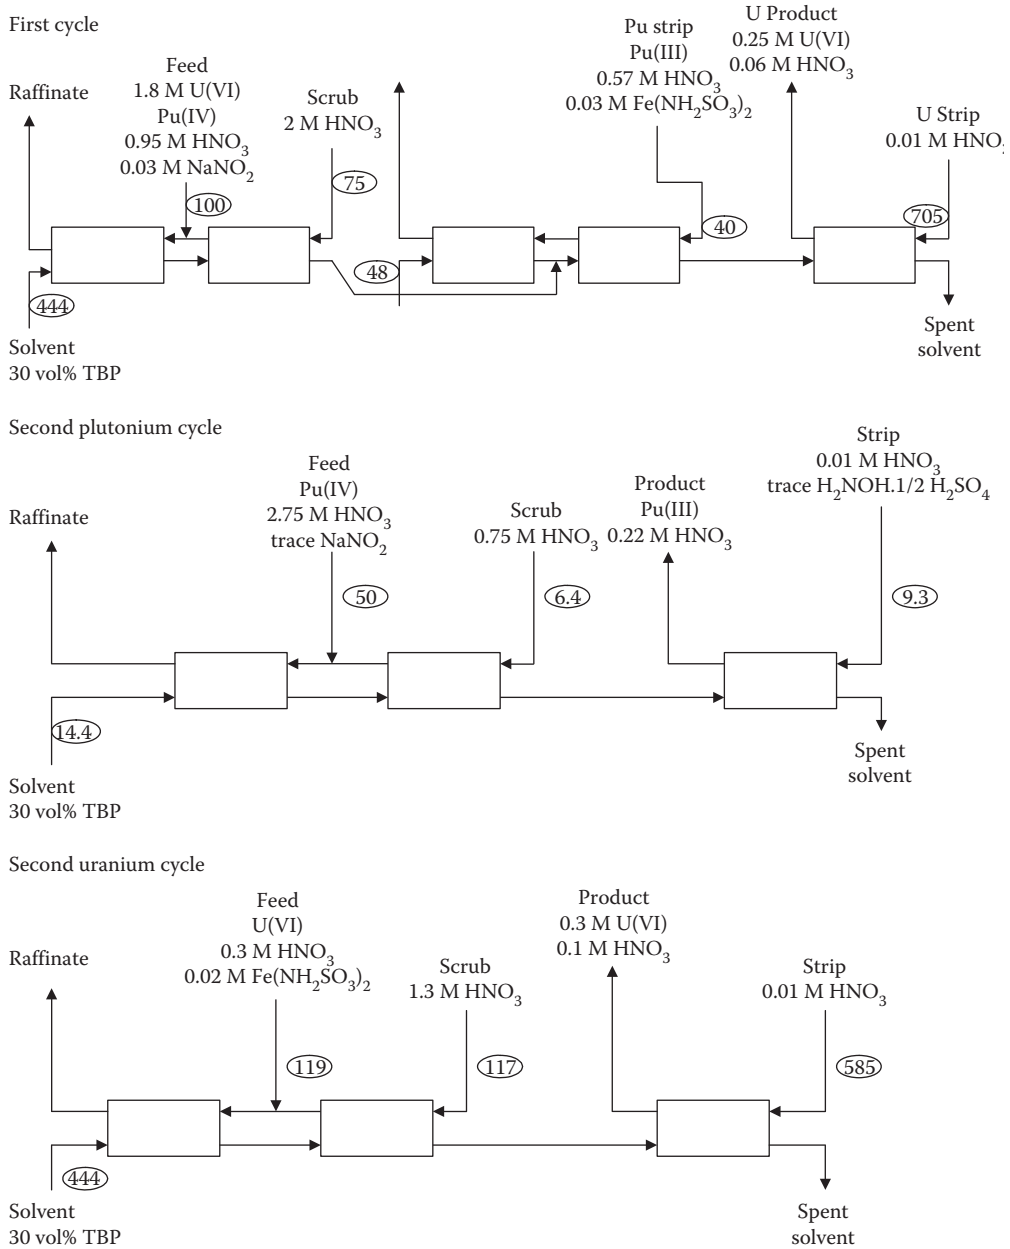 First cycle
Raffinate
Feed
1.8 M U(VI)
Pu(IV)
0.95 M HNO₃
0.03 M NaNO₂
100
Scrub
2 M HNO₃
75
Pu strip
Pu(III)
0.57 M HNO₃
0.03 M Fe(NH₂SO₃)₂
40
U Product
0.25 M U(VI)
0.06 M HNO₃
U Strip
0.01 M HNO₃
705
48
444
Solvent
30 vol% TBP
Spent
solvent
Second plutonium cycle
Raffinate
Feed
Pu(IV)
2.75 M HNO₃
trace NaNO₂
50
Scrub
0.75 M HNO₃
6.4
Product
Pu(III)
0.22 M HNO₃
Strip
0.01 M HNO₃
trace H₂NOH.1/2 H₂SO₄
9.3
14.4
Solvent
30 vol% TBP
Spent
solvent
Second uranium cycle
Raffinate
Feed
U(VI)
0.3 M HNO₃
0.02 M Fe(NH₂SO₃)₂
119
Scrub
1.3 M HNO₃
117
Product
0.3 M U(VI)
0.1 M HNO₃
Strip
0.01 M HNO₃
585
444
Solvent
30 vol% TBP
Spent
solvent